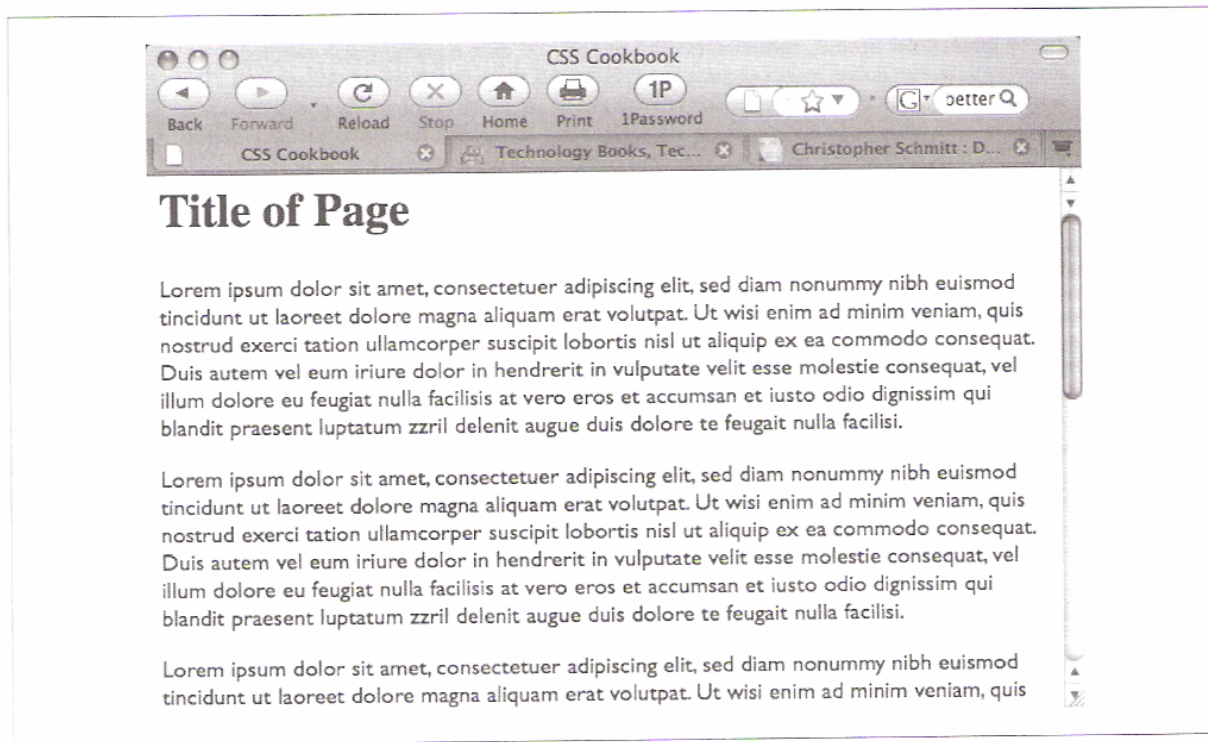 CSS Cookbook
1P
G petter
Back Forward Reload Stop Home Print 1Password
CSS Cookbook Technology Books, Tec... Christopher Schmitt : D...
Title of Page
Lorem ipsum dolor sit amet, consectetuer adipiscing elit, sed diam nonummy nibh euismod
tincidunt ut laoreet dolore magna aliquam erat volutpat. Ut wisi enim ad minim veniam, quis
nostrud exerci tation ullamcorper suscipit lobortis nisl ut aliquip ex ea commodo consequat.
Duis autem vel eum iriure dolor in hendrerit in vulputate velit esse molestie consequat, vel
illum dolore eu feugiat nulla facilisis at vero eros et accumsan et iusto odio dignissim qui
blandit praesent luptatum zzril delenit augue duis dolore te feugait nulla facilisi.
Lorem ipsum dolor sit amet, consectetuer adipiscing elit, sed diam nonummy nibh euismod
tincidunt ut laoreet dolore magna aliquam erat volutpat. Ut wisi enim ad minim veniam, quis
nostrud exerci tation ullamcorper suscipit lobortis nisl ut aliquip ex ea commodo consequat.
Duis autem vel eum iriure dolor in hendrerit in vulputate velit esse molestie consequat, vel
illum dolore eu feugiat nulla facilisis at vero eros et accumsan et iusto odio dignissim qui
blandit praesent luptatum zzril delenit augue duis dolore te feugait nulla facilisi.
Lorem ipsum dolor sit amet, consectetuer adipiscing elit, sed diam nonummy nibh euismod
tincidunt ut laoreet dolore magna aliquam erat volutpat. Ut wisi enim ad minim veniam, quis